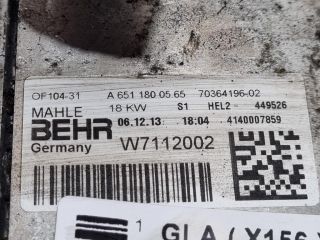 OF104-31 A 651 180 05 65 70364196-02
MAHLE 18 KW S1 HEL2 449526
BEHR 06.12.13 18:04 4140007859
Germany W7112002
1 GLA ( X156 )